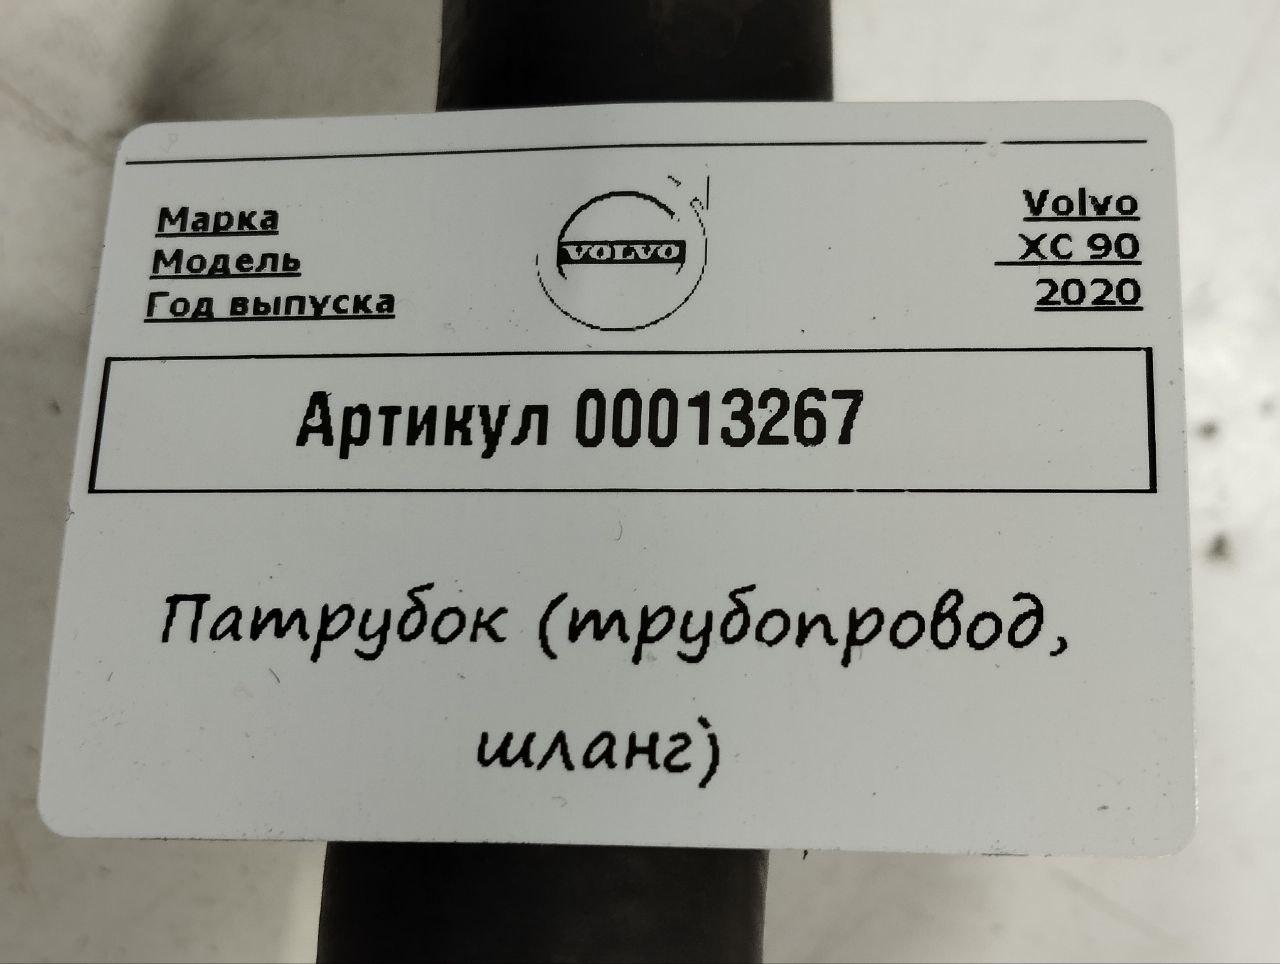 Марка Volvo
Модель XC 90
Год выпуска 2020
VOLVO
Артикул 00013267
Патрубок (трубопровод,
шланг)